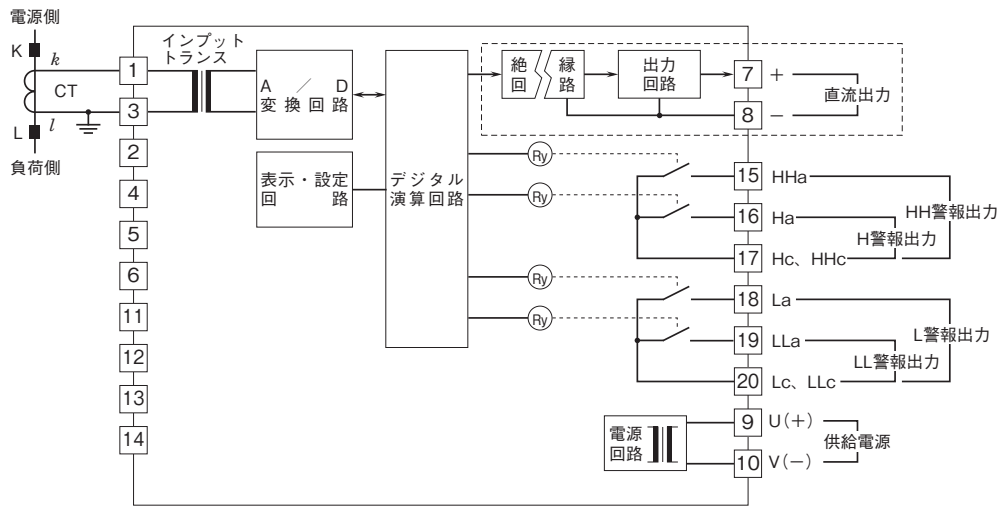 電源側
K
k
CT
l
L
負荷側
1
3
2
4
5
6
11
12
13
14
インプット
トランス
A／D
変換回路
表示・設定
回路
デジタル
演算回路
絶縁
回路
出力
回路
7
+
8
−
直流出力
Ry
Ry
Ry
Ry
15
HHa
16
Ha
17
Hc、HHc
H警報出力
HH警報出力
18
La
19
LLa
20
Lc、LLc
LL警報出力
L警報出力
電源
回路
9
U(+)
10
V(−)
供給電源